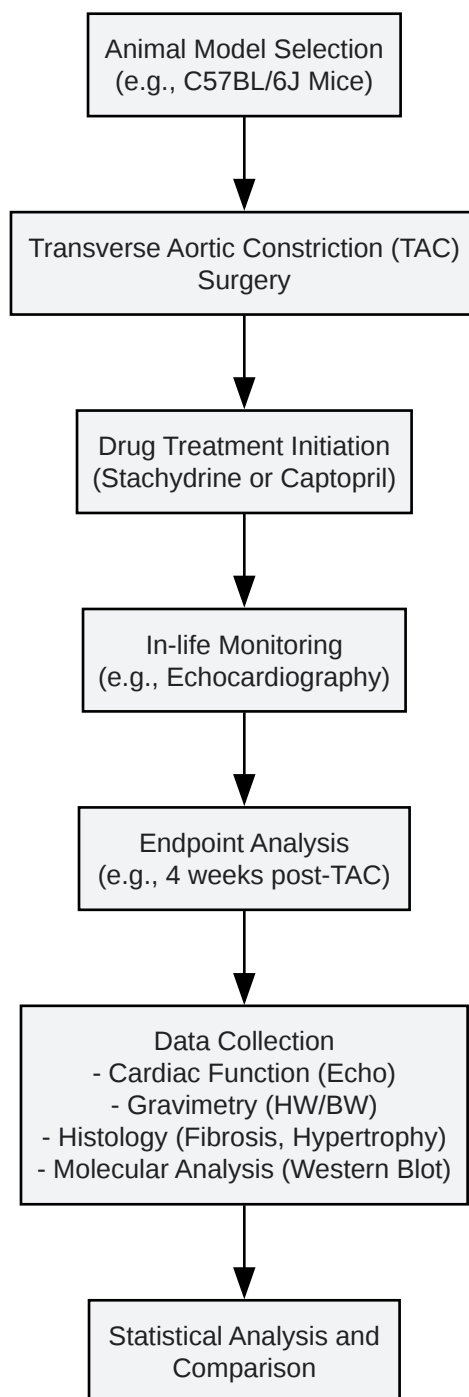 Animal Model Selection
(e.g., C57BL/6J Mice)
Transverse Aortic Constriction (TAC)
Surgery
Drug Treatment Initiation
(Stachydrine or Captopril)
In-life Monitoring
(e.g., Echocardiography)
Endpoint Analysis
(e.g., 4 weeks post-TAC)
Data Collection
- Cardiac Function (Echo)
- Gravimetry (HW/BW)
- Histology (Fibrosis, Hypertrophy)
- Molecular Analysis (Western Blot)
Statistical Analysis and
Comparison